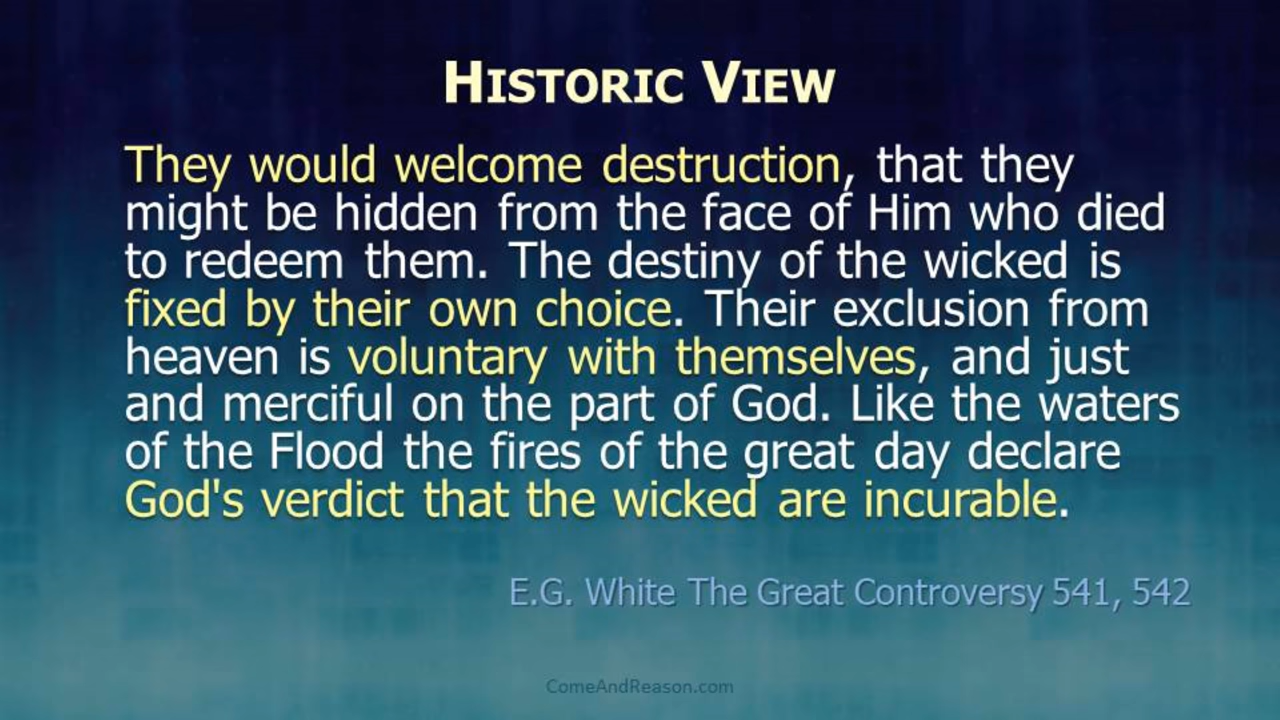 HISTORIC VIEW
They would welcome destruction, that they
might be hidden from the face of Him who died
to redeem them. The destiny of the wicked is
fixed by their own choice. Their exclusion from
heaven is voluntary with themselves, and just
and merciful on the part of God. Like the waters
of the Flood the fires of the great day declare
God's verdict that the wicked are incurable.
E.G. White The Great Controversy 541, 542
ComeAndReason.com